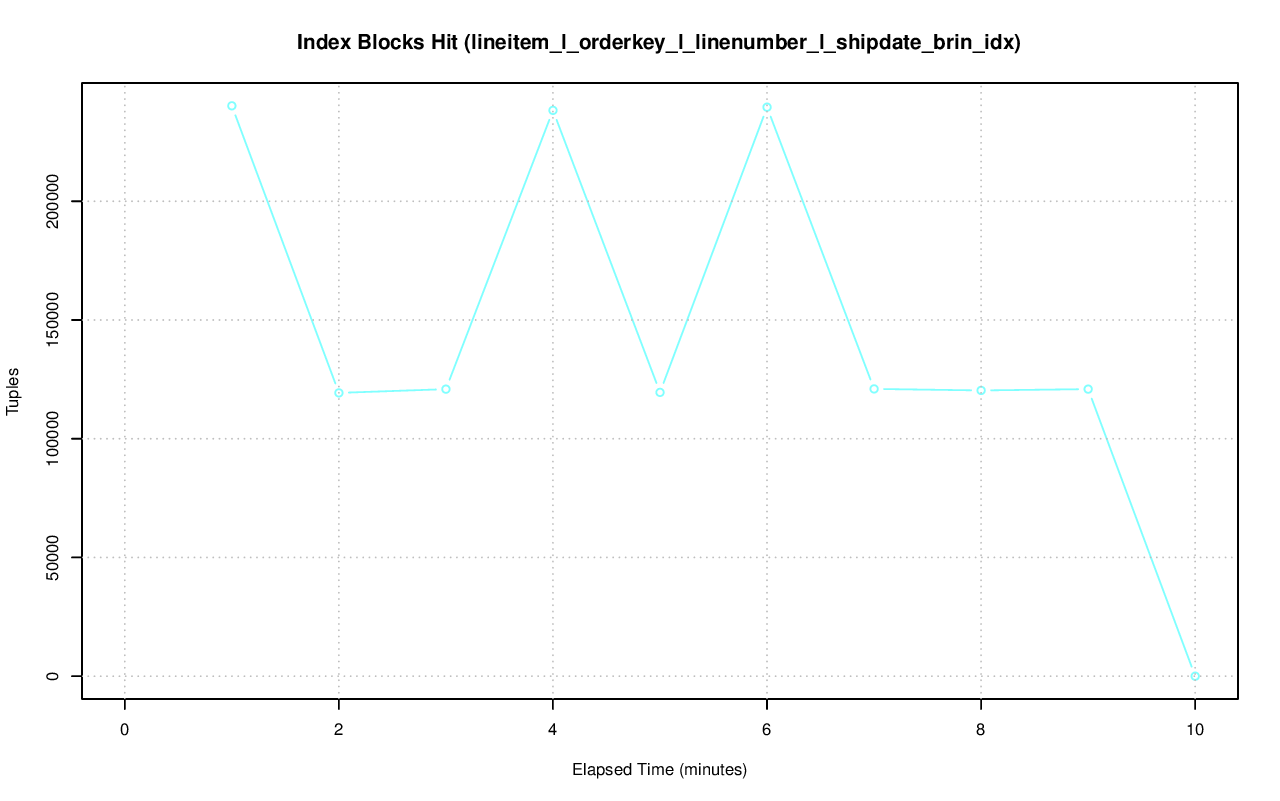 Index Blocks Hit (lineitem_l_orderkey_l_linenumber_l_shipdate_brin_idx)
200000
150000
100000
50000
0
Tuples
0 2 4 6 8 10
Elapsed Time (minutes)